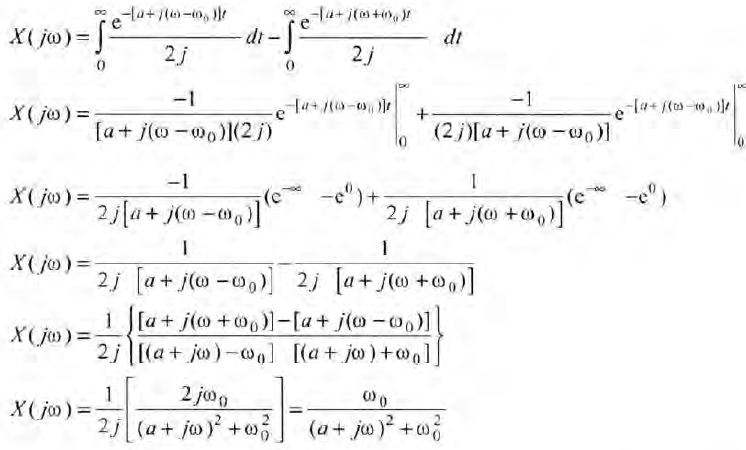 X(jω) = ∫₀^∞ e^{-[a+j(ω-ω₀)]t} / 2j dt - ∫₀^∞ e^{-[a+j(ω+ω₀)t} / 2j dt
X(jω) = -1 / [a+j(ω-ω₀)](2j) e^{-[a+j(ω-ω₀)]t} |₀^∞ + -1 / (2j)[a+j(ω-ω₀)] e^{-[a+j(ω-ω₀)]t} |₀^∞
X(jω) = -1 / 2j[a+j(ω-ω₀)] (e^{-∞} -e⁰) + 1 / 2j [a+j(ω+ω₀)] (e^{-∞} -e⁰)
X(jω) = 1 / 2j [a+j(ω-ω₀)] - 1 / 2j [a+j(ω+ω₀)]
X(jω) = 1/2j { [a+j(ω+ω₀)]-[a+j(ω-ω₀)] / [(a+jω)-ω₀] [(a+jω)+ω₀] }
X(jω) = 1/2j [ 2jω₀ / (a+jω)² + ω₀² ] = ω₀ / (a+jω)² + ω₀²